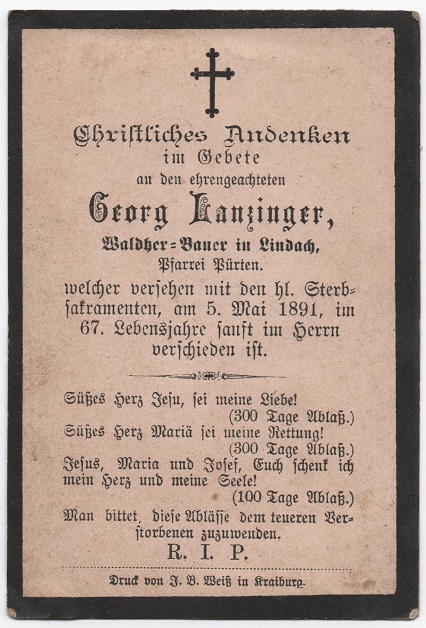 Christliches Andenken
im Gebete
an den ehrengeachteten
Georg Lanzinger,
Waldher=Bauer in Lindach,
Pfarrei Pürten.
welcher versehen mit den hl. Sterb-
sakramenten, am 5. Mai 1891, im
67. Lebensjahre sanft im Herrn
verschieden ist.
Süßes Herz Jesu, sei meine Liebe!
(300 Tage Ablaß.)
Süßes Herz Mariä sei meine Rettung!
(300 Tage Ablaß.)
Jesus, Maria und Josef, Euch schenk ich
mein Herz und meine Seele!
(100 Tage Ablaß.)
Man bittet, diese Ablässe dem teueren Ver-
storbenen zuzuwenden.
R. I. P.
Druck von J. B. Weiß in Kraiburg.